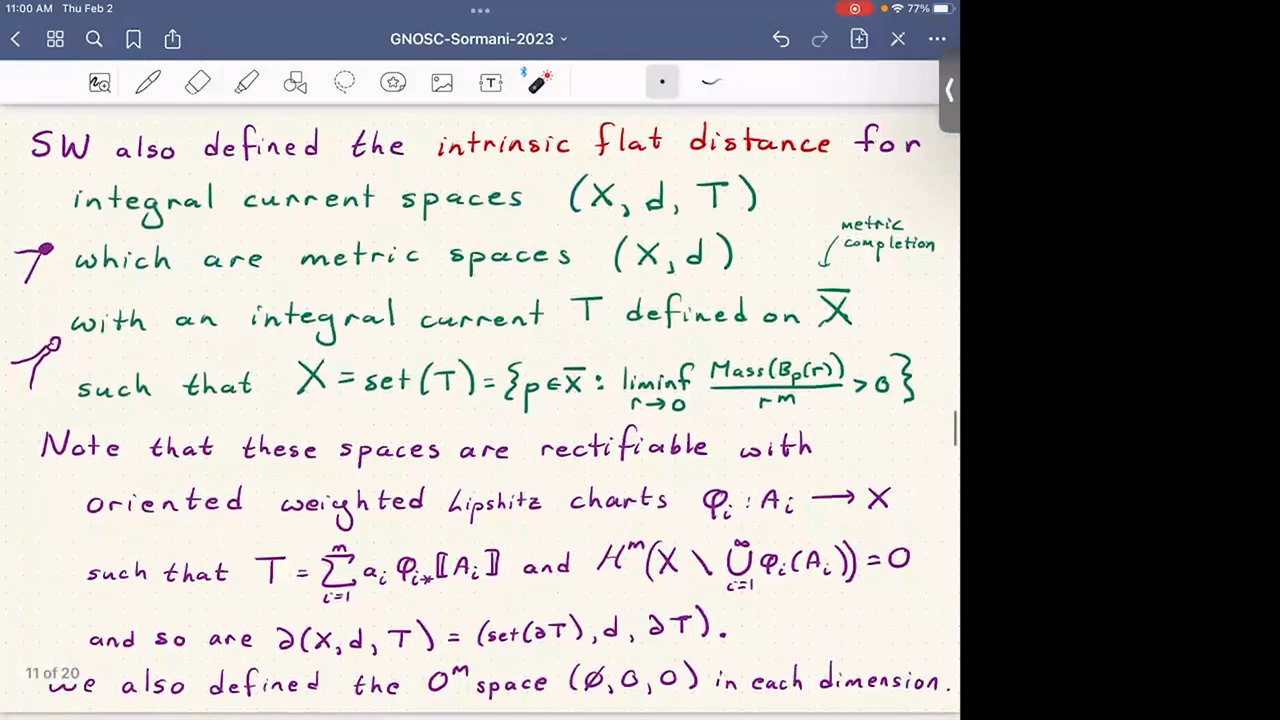 11:00 AM Thu Feb 2
77%
GNOSC-Sormani-2023
SW also defined the intrinsic flat distance for
integral current spaces (X, d, T)
metric
completion
which are metric spaces (X, d)
with an integral current T defined on X̅
such that X = set(T) = {p ∈ X̅ : liminf_{r→0} Mass(B_p(r)) / r^m > 0}
Note that these spaces are rectifiable with
oriented weighted Lipshitz charts φ_i : A_i → X
such that T = ∑_{i=1}^m a_i φ_{i*}⟦A_i⟧ and H^m(X \ ⋃_{i=1}^∞ φ_i(A_i)) = 0
and so are ∂(X, d, T) = (set(∂T), d, ∂T).
11 of 20
We also defined the 0^m space (∅, 0, 0) in each dimension.